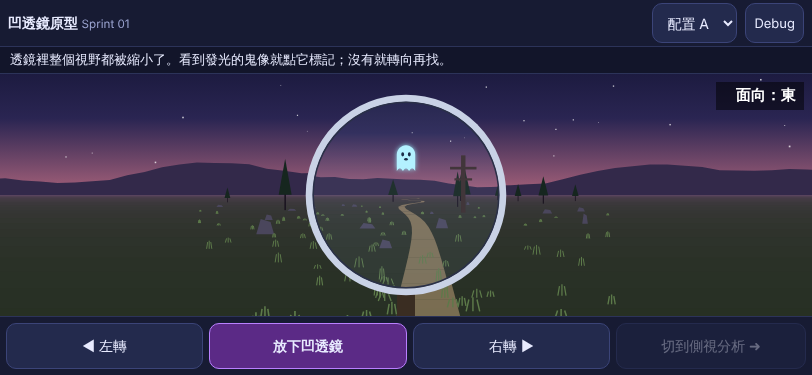 凹透鏡原型 Sprint 01
配置 A
Debug
透鏡裡整個視野都被縮小了。看到發光的鬼像就點它標記；沒有就轉向再找。
面向：東
◀ 左轉
放下凹透鏡
右轉 ▶
切到側視分析 ➔